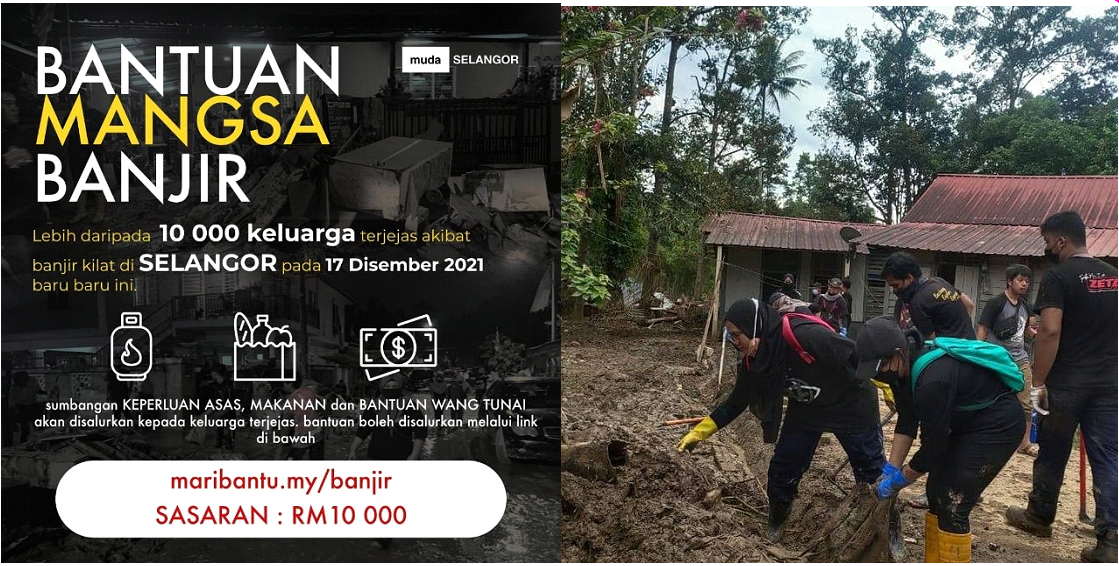 BANTUAN
MANGSA
BANJIR
muda SELANGOR
Lebih daripada 10 000 keluarga terjejas akibat
banjir kilat di SELANGOR pada 17 Disember 2021
baru baru ini.
sumbangan KEPERLUAN ASAS, MAKANAN dan BANTUAN WANG TUNAI
akan disalurkan kepada keluarga terjejas. bantuan boleh disalurkan melalui link
di bawah
maribantu.my/banjir
SASARAN : RM10 000